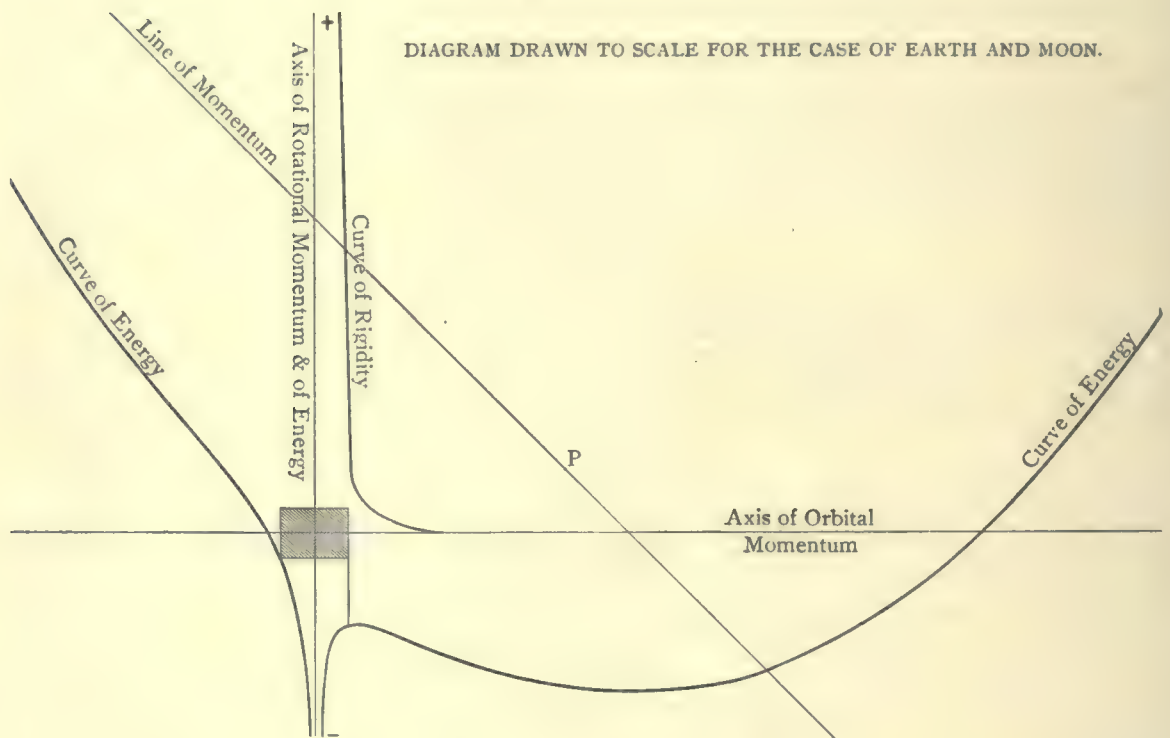 DIAGRAM DRAWN TO SCALE FOR THE CASE OF EARTH AND MOON.
+
Line of Momentum
Axis of Rotational Momentum & of Energy
Curve of Rigidity
Curve of Energy
Curve of Energy
P
Axis of Orbital
Momentum
-